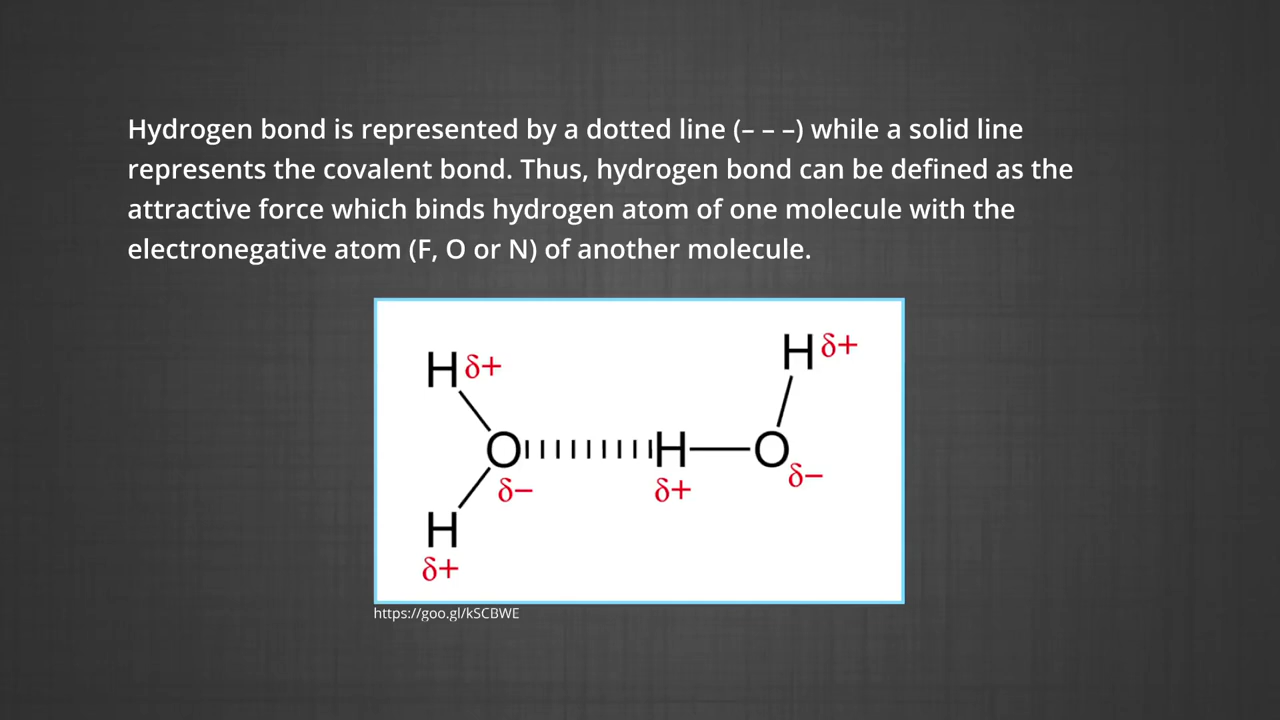 Hydrogen bond is represented by a dotted line (– – –) while a solid line
represents the covalent bond. Thus, hydrogen bond can be defined as the
attractive force which binds hydrogen atom of one molecule with the
electronegative atom (F, O or N) of another molecule.
H δ+
H δ+
O H O
δ− δ+ δ−
H
δ+
https://goo.gl/kSCBWE